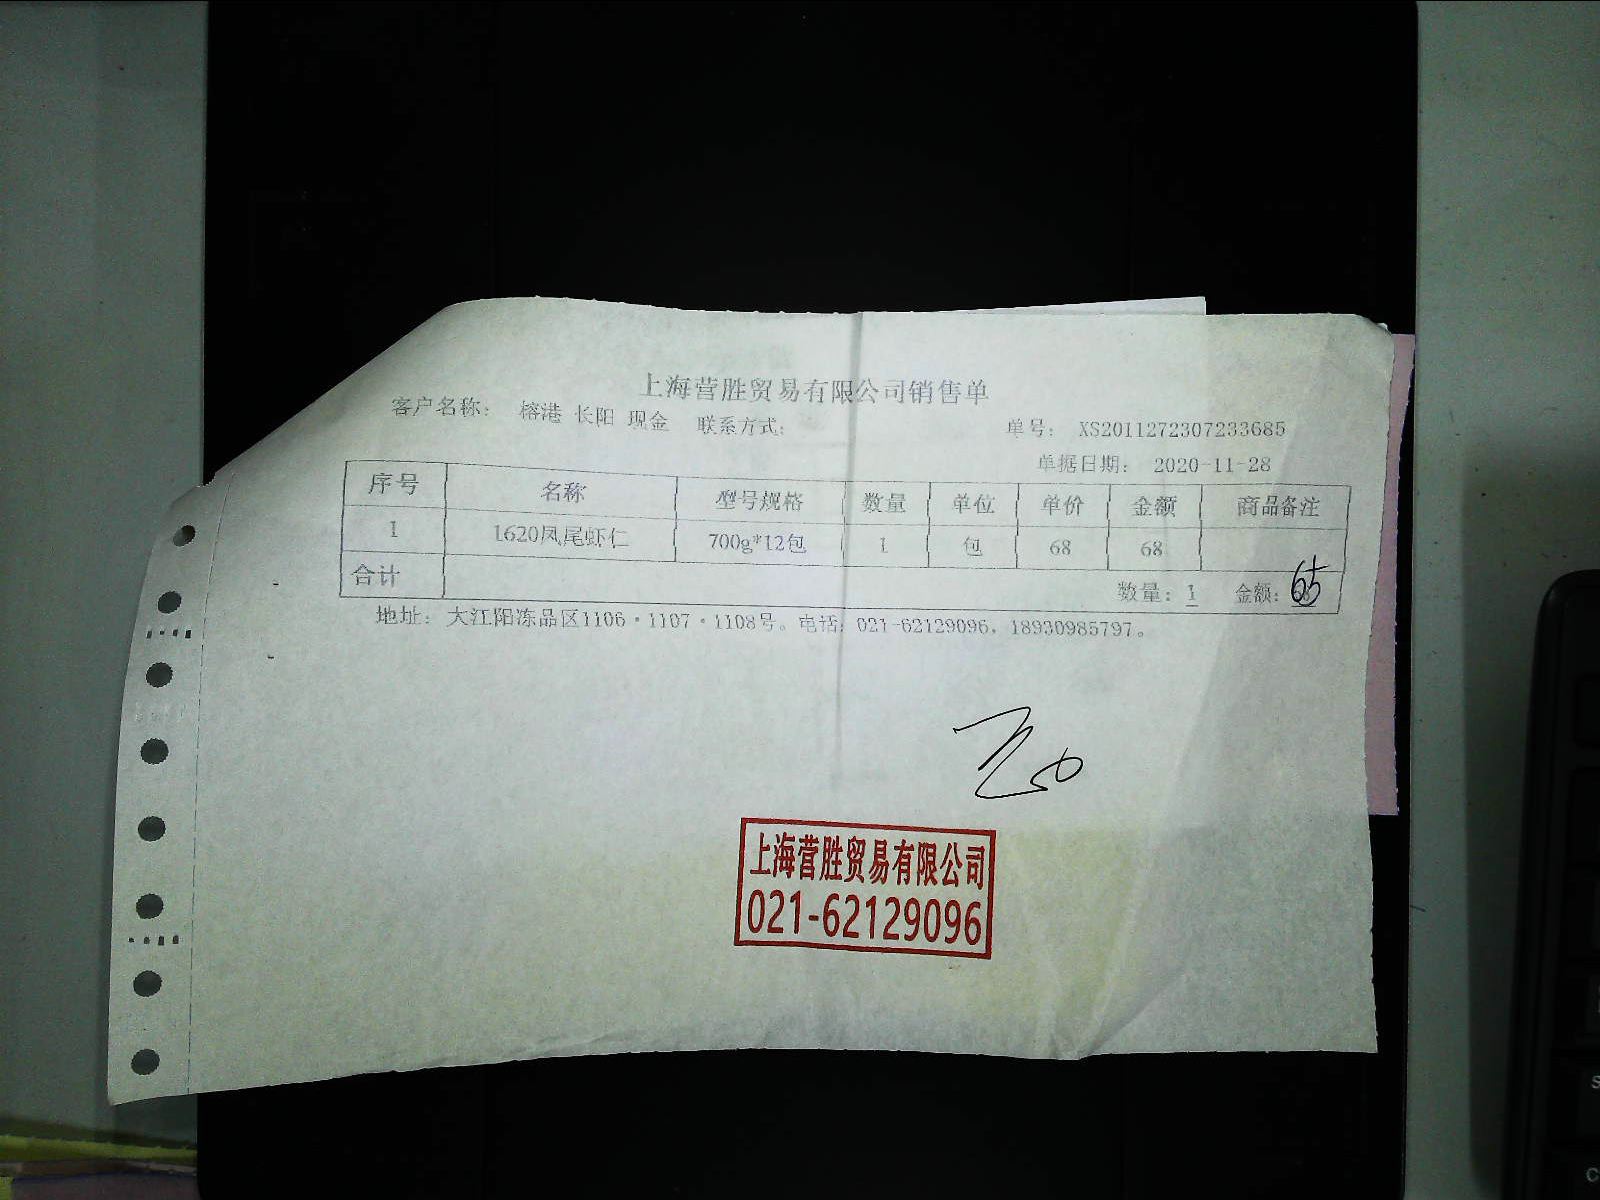 上海营胜贸易有限公司销售单
客户名称： 榕港 长阳 现金 联系方式： 单号： XS2011272307233685
单据日期： 2020-11-28
序号 名称 型号规格 数量 单位 单价 金额 商品备注
1 1620凤尾虾仁 700g*12包 1 包 68 68
合计 数量：1 金额：65
地址：大江阳冻品区1106·1107·1108号。电话：021-62129096，18930985797。
上海营胜贸易有限公司
021-62129096